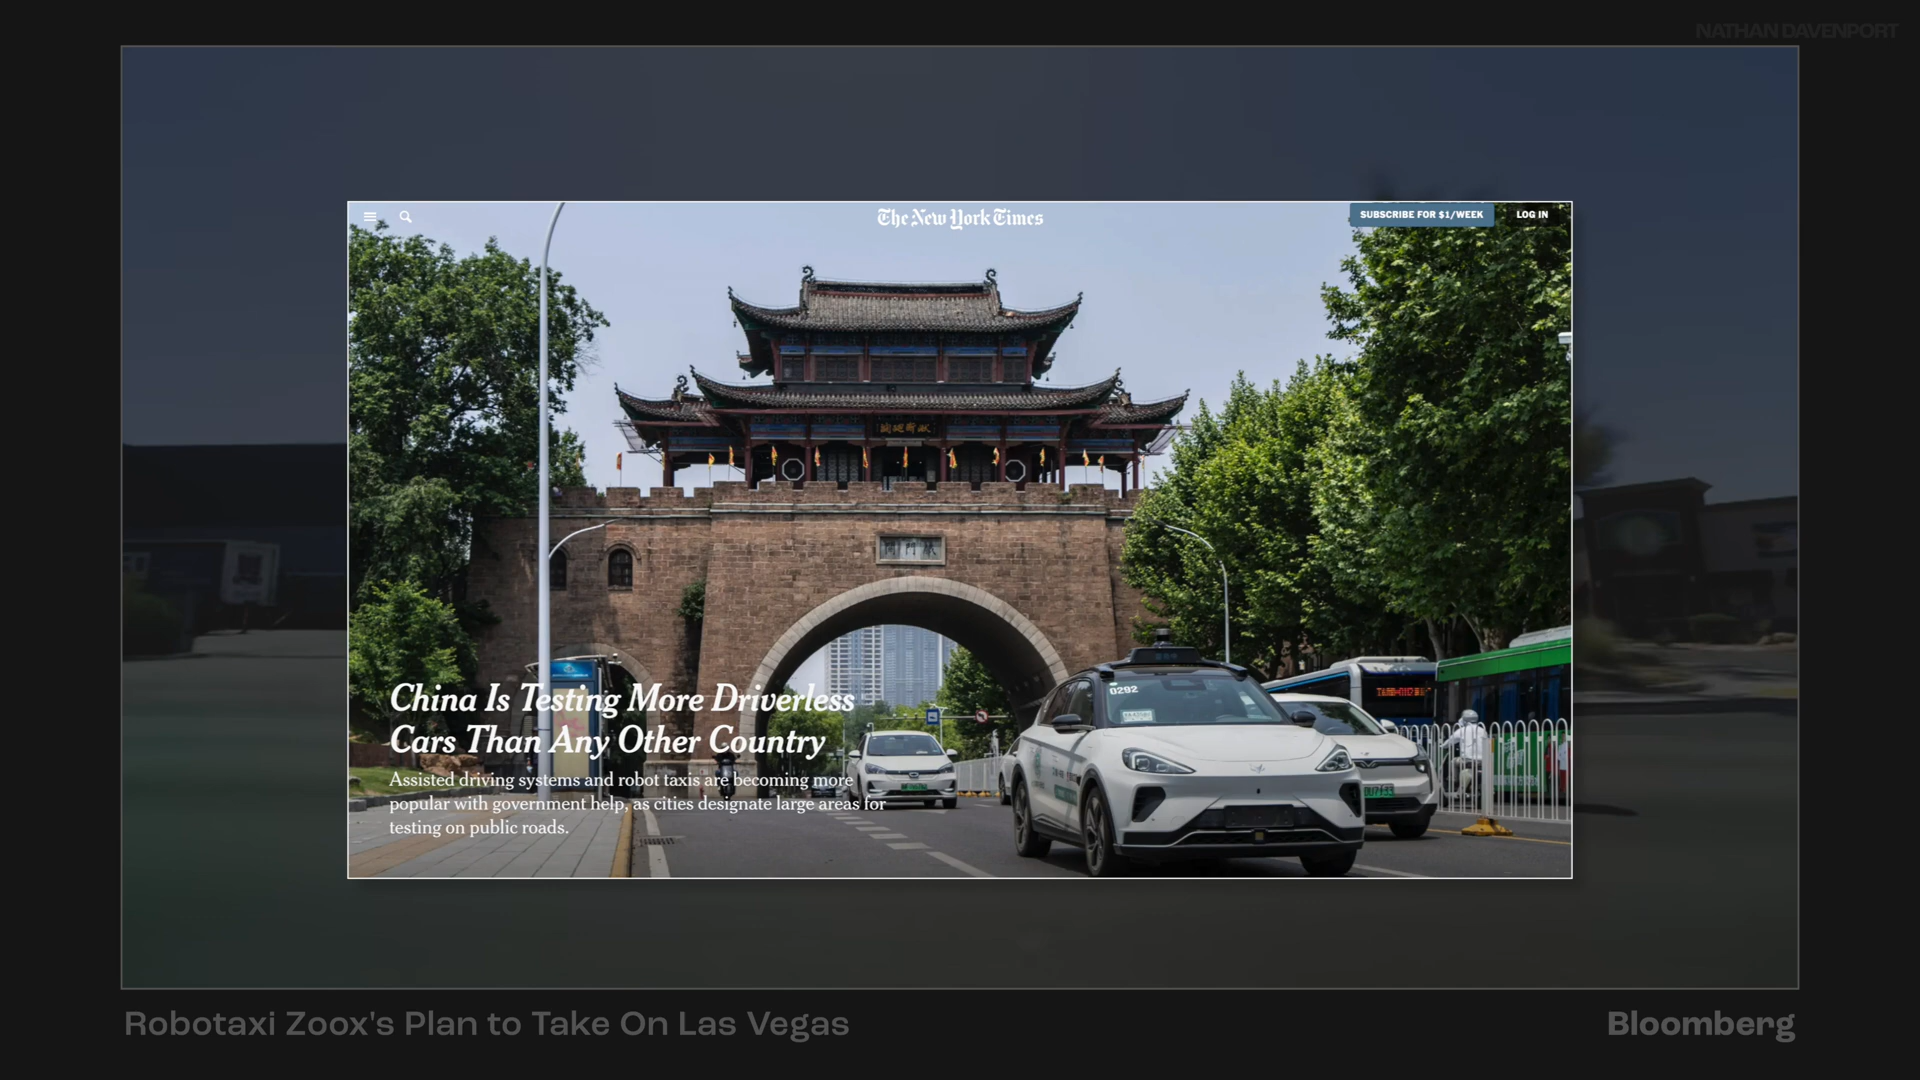 NATHAN DAVENPORT
The New York Times
SUBSCRIBE FOR $1/WEEK
LOG IN
0292
China Is Testing More Driverless
Cars Than Any Other Country
Assisted driving systems and robot taxis are becoming more
popular with government help, as cities designate large areas for
testing on public roads.
Robotaxi Zoox's Plan to Take On Las Vegas
Bloomberg